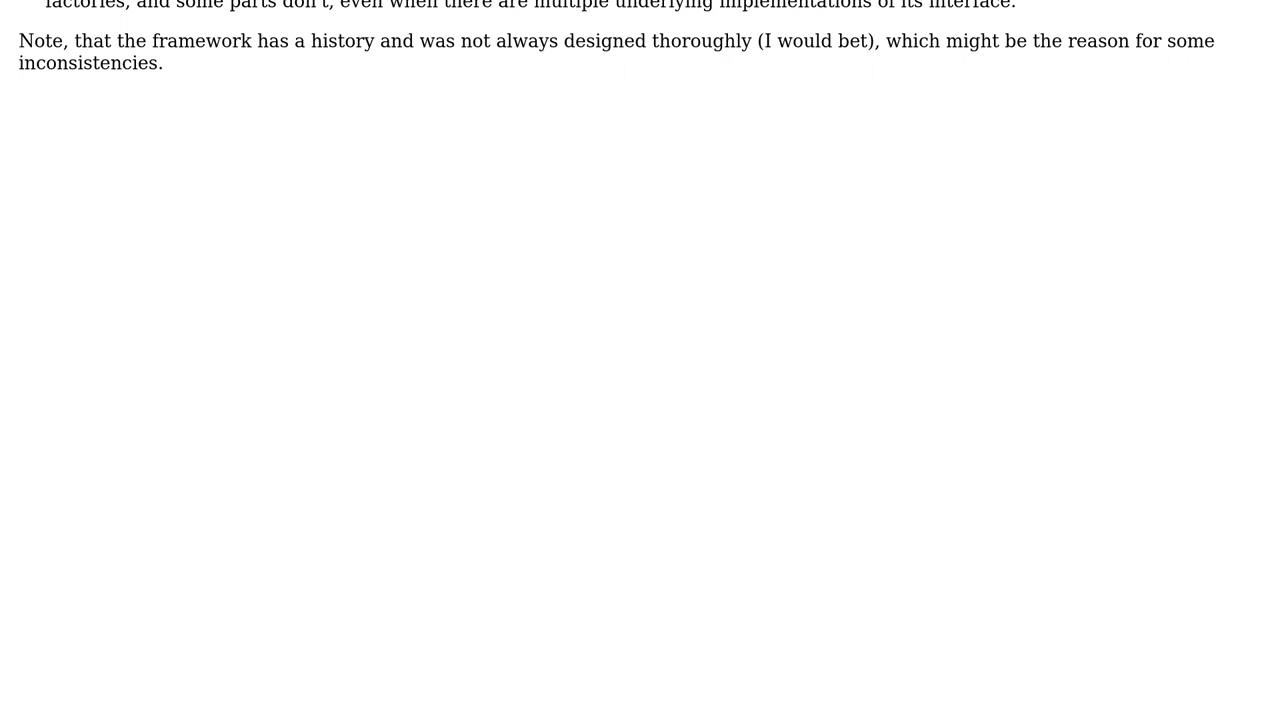 factories, and some parts don't, even when there are multiple underlying implementations of its interface.
Note, that the framework has a history and was not always designed thoroughly (I would bet), which might be the reason for some
inconsistencies.